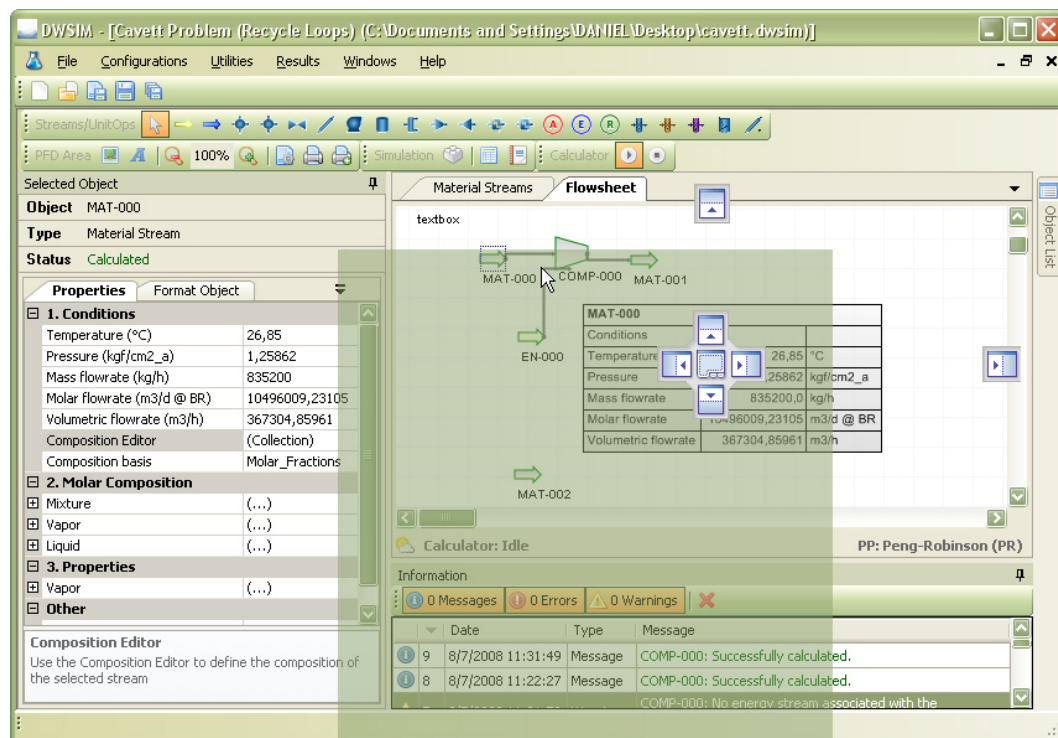 DWSIM - [Cavett Problem (Recycle Loops) (C:\Documents and Settings\DANIEL\Desktop\cavett.dwsim)]
File Configurations Utilities Results Windows Help
Streams/UnitOps A E R
PFD Area A 100% Simulation Calculator
Selected Object
Object MAT-000
Type Material Stream
Status Calculated
Properties Format Object
1. Conditions
Temperature (°C) 26,85
Pressure (kgf/cm2_a) 1,25862
Mass flowrate (kg/h) 835200
Molar flowrate (m3/d @ BR) 10496009,23105
Volumetric flowrate (m3/h) 367304,85961
Composition Editor (Collection)
Composition basis Molar_Fractions
2. Molar Composition
Mixture (...)
Vapor (...)
Liquid (...)
3. Properties
Vapor (...)
Other
Composition Editor
Use the Composition Editor to define the composition of
the selected stream
Material Streams Flowsheet
Object List
textbox
MAT-000 COMP-000 MAT-001
EN-000
MAT-000
Conditions
Temperature 26,85 °C
Pressure ,25862 kgf/cm2_a
Mass flowrate 835200,0 kg/h
Molar flowrate 10496009,23105 m3/d @ BR
Volumetric flowrate 367304,85961 m3/h
MAT-002
Calculator: Idle PP: Peng-Robinson (PR)
Information
0 Messages 0 Errors 0 Warnings
Date Type Message
9 8/7/2008 11:31:49 Message COMP-000: Successfully calculated.
8 8/7/2008 11:22:27 Message COMP-000: Successfully calculated.
COMP-000: No energy stream associated with the